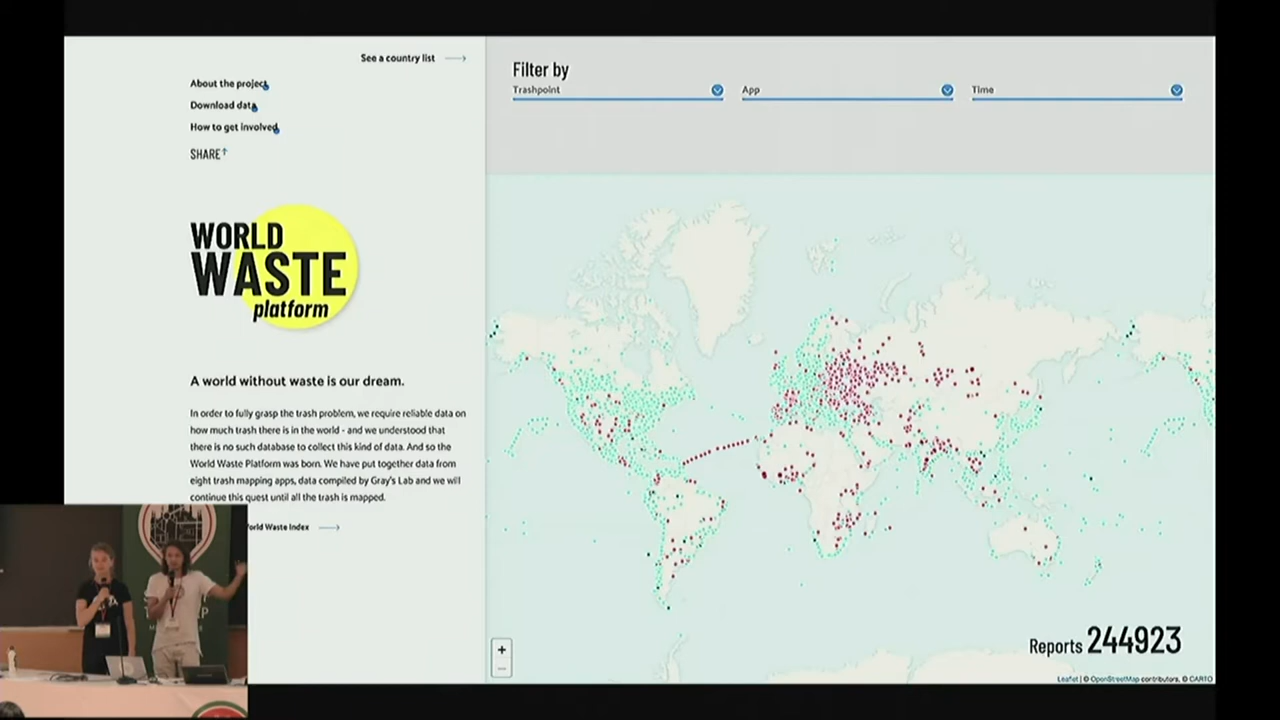 See a country list
About the project
Download data
How to get involved
SHARE
WORLD
WASTE
platform
A world without waste is our dream.
In order to fully grasp the trash problem, we require reliable data on
how much trash there is in the world - and we understood that
there is no such database to collect this kind of data. And so the
World Waste Platform was born. We have put together data from
eight trash mapping apps, data compiled by Gray's Lab and we will
continue this quest until all the trash is mapped.
World Waste Index
Filter by
Trashpoint
App
Time
Reports 244923
+
−
Leaflet | © OpenStreetMap contributors, © CARTO